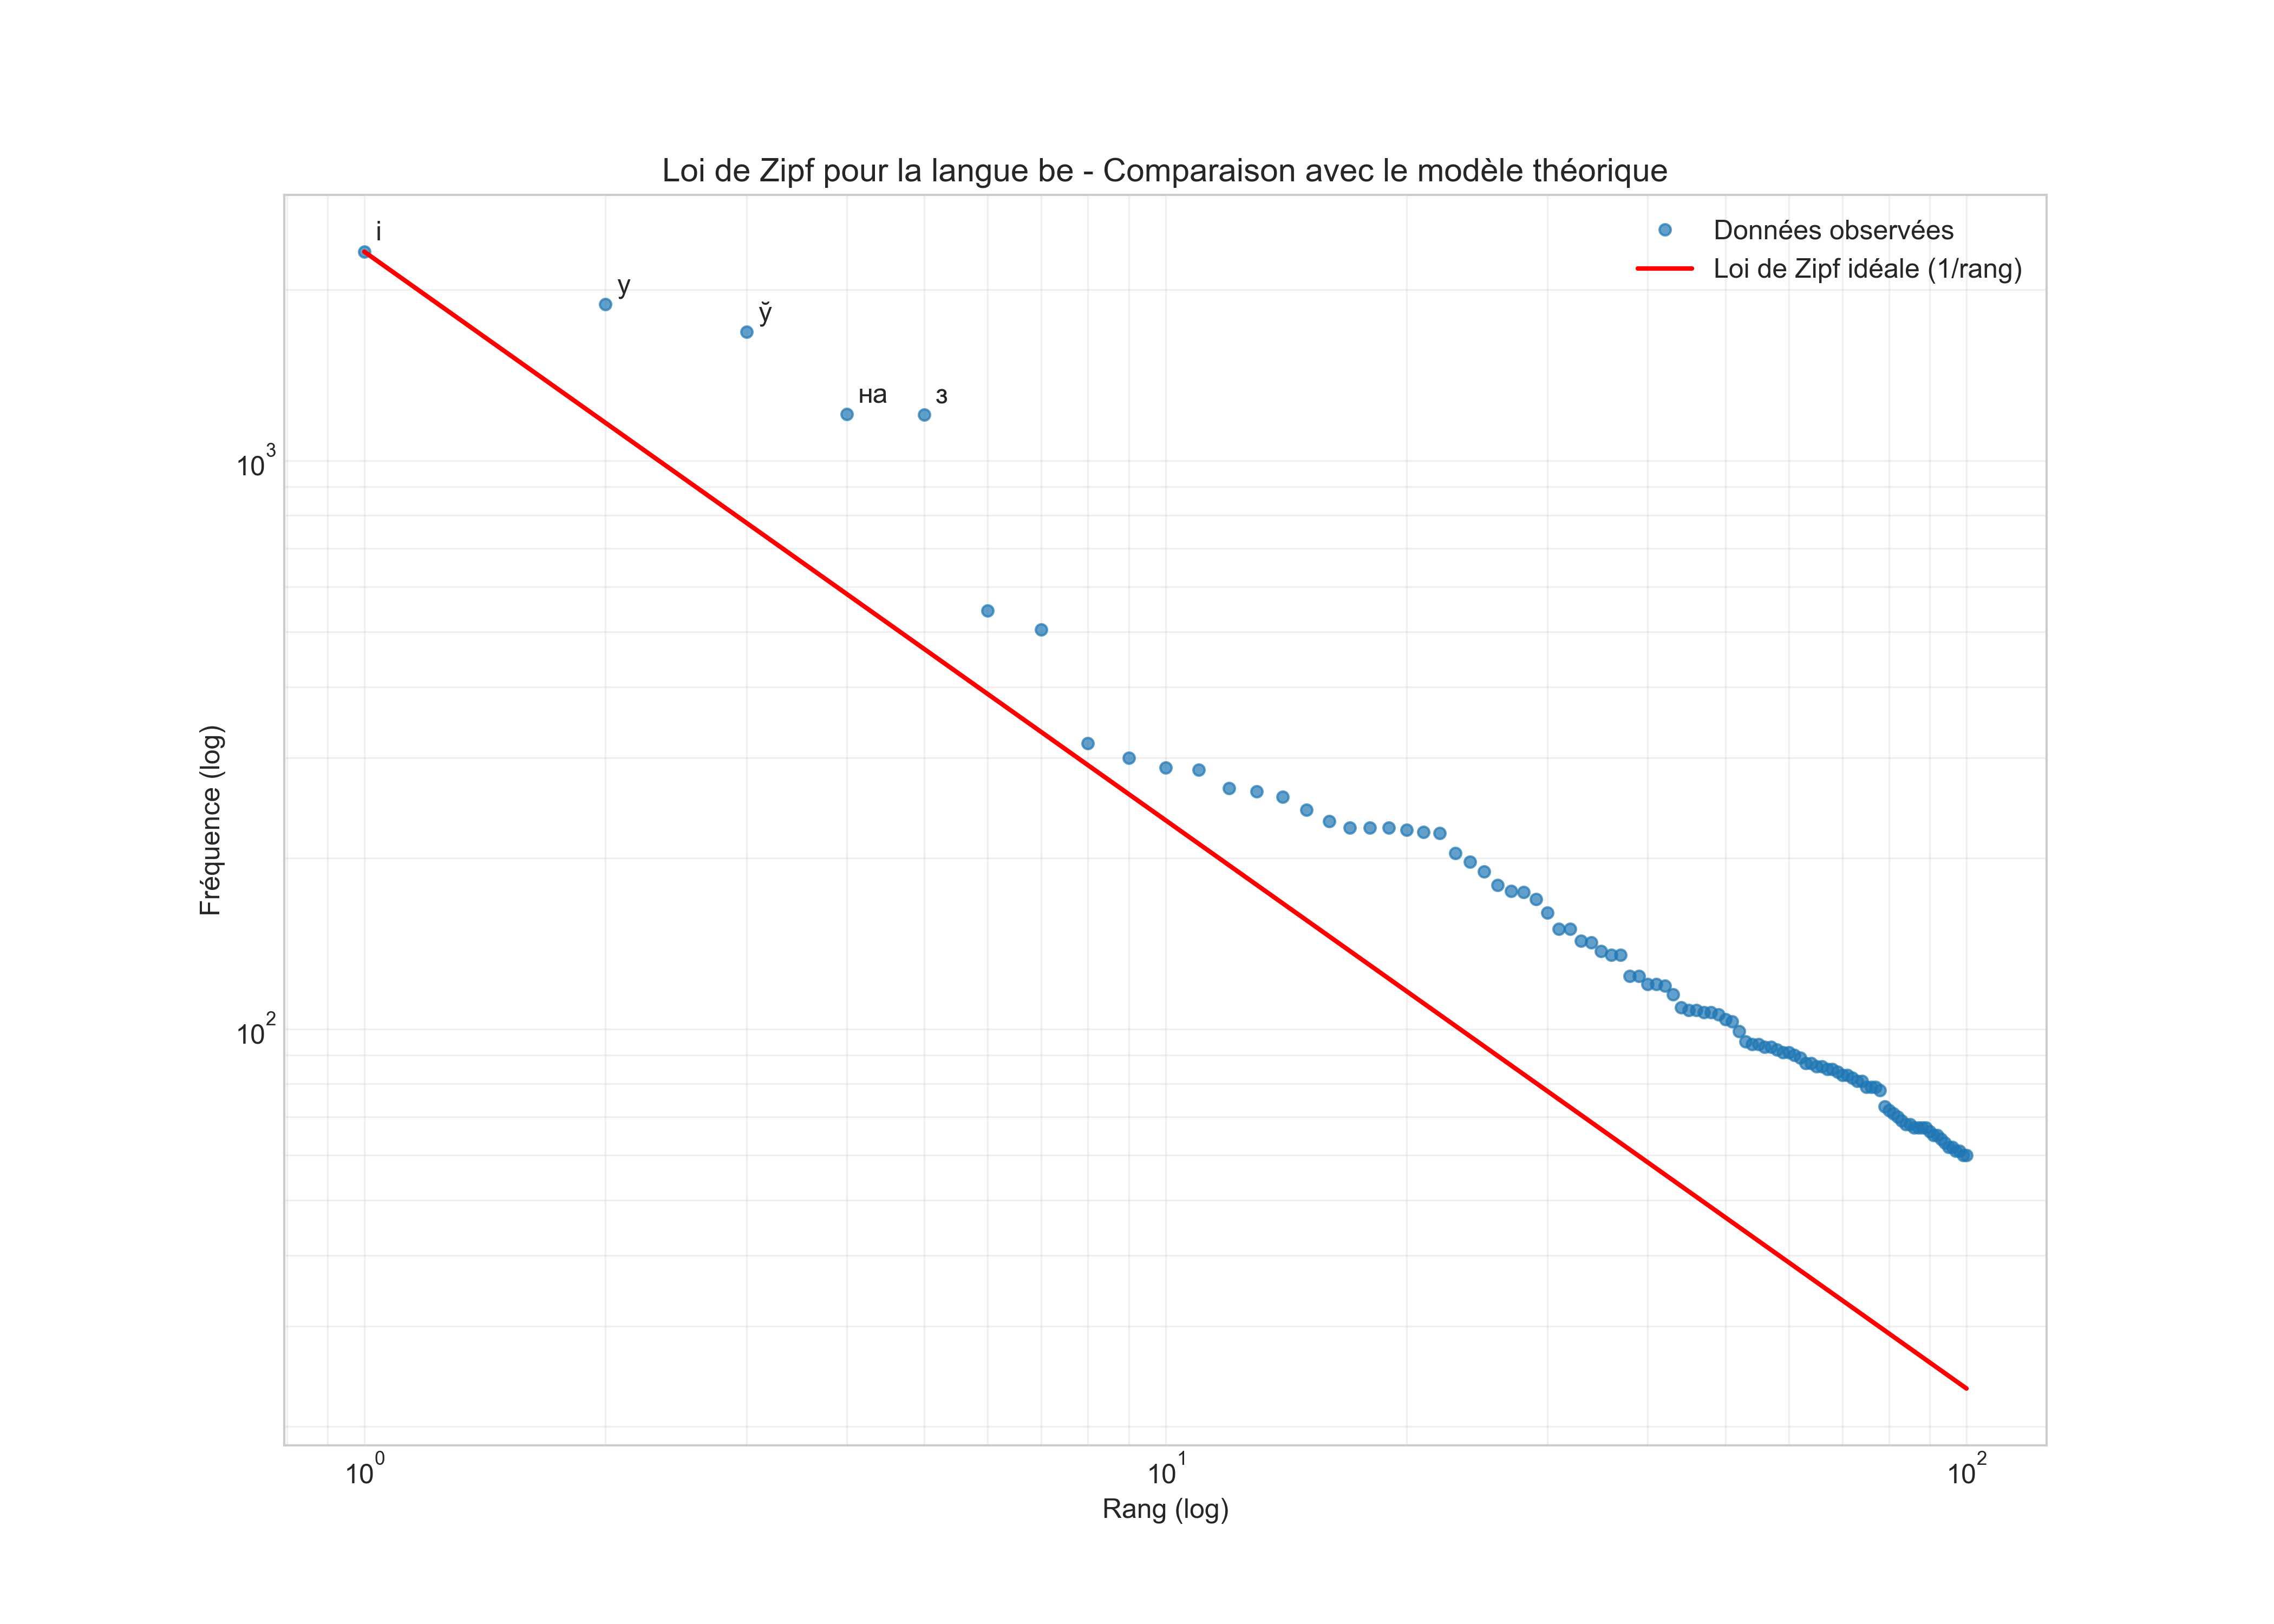 Loi de Zipf pour la langue be - Comparaison avec le modèle théorique
і
у
ў
на
з
Données observées
Loi de Zipf idéale (1/rang)
10³
10²
Fréquence (log)
10⁰
10¹
10²
Rang (log)